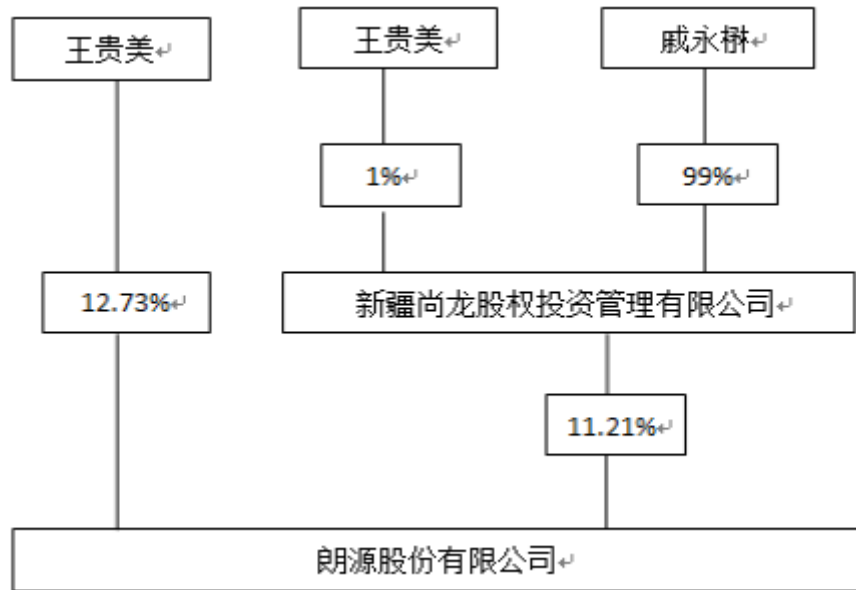 王贵美
王贵美
戚永楙
1%
99%
12.73%
新疆尚龙股权投资管理有限公司
11.21%
朗源股份有限公司